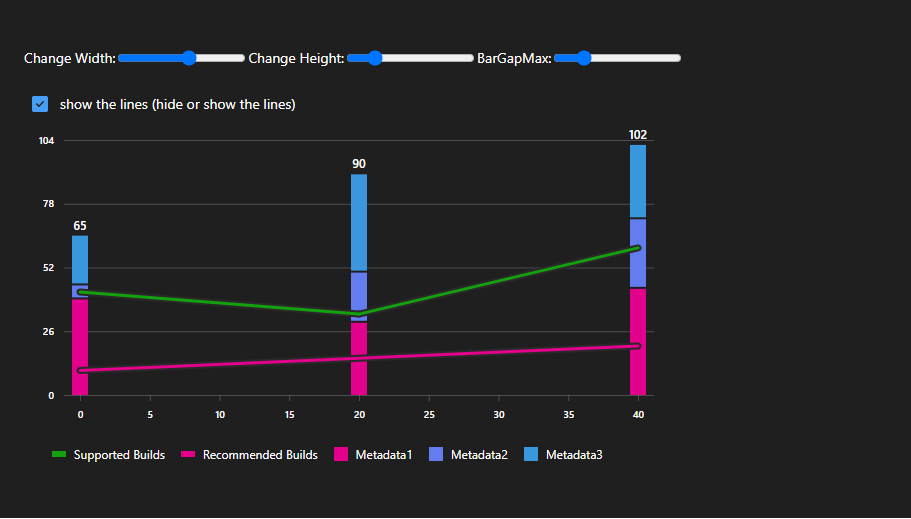 Change Width: Change Height: BarGapMax:
show the lines (hide or show the lines)
104
102
90
78
65
52
26
0
0 5 10 15 20 25 30 35 40
Supported Builds Recommended Builds Metadata1 Metadata2 Metadata3